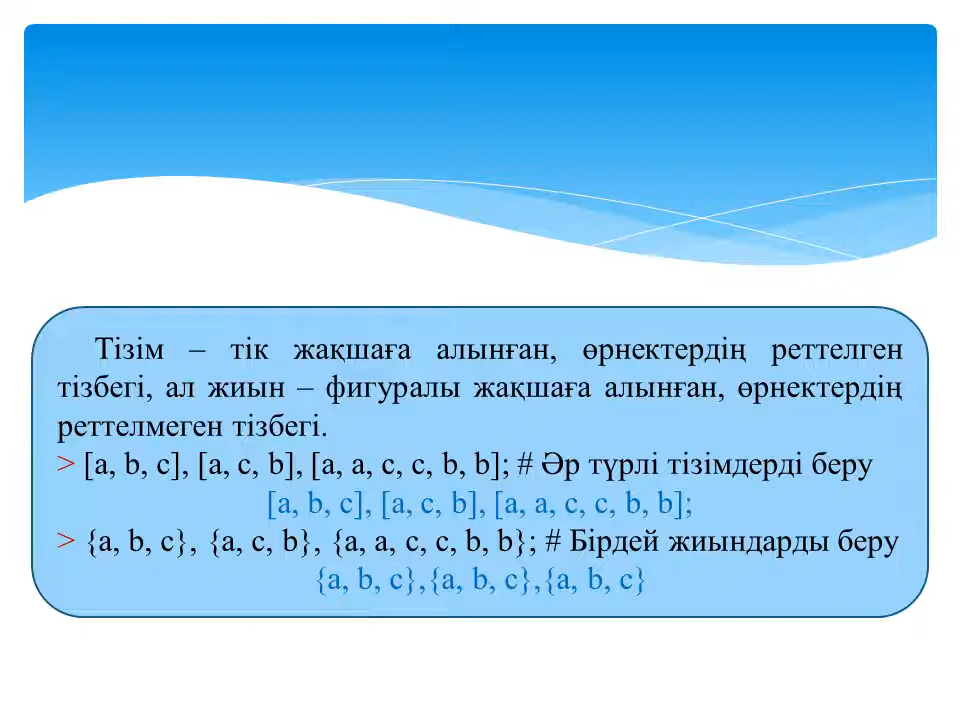 Тізім – тік жақшаға алынған, өрнектердің реттелген
тізбегі, ал жиын – фигуралы жақшаға алынған, өрнектердің
реттелмеген тізбегі.
> [a, b, c], [a, c, b], [a, a, c, c, b, b]; # Әр түрлі тізімдерді беру
[a, b, c], [a, c, b], [a, a, c, c, b, b];
> {a, b, c}, {a, c, b}, {a, a, c, c, b, b}; # Бірдей жиындарды беру
{a, b, c},{a, b, c},{a, b, c}